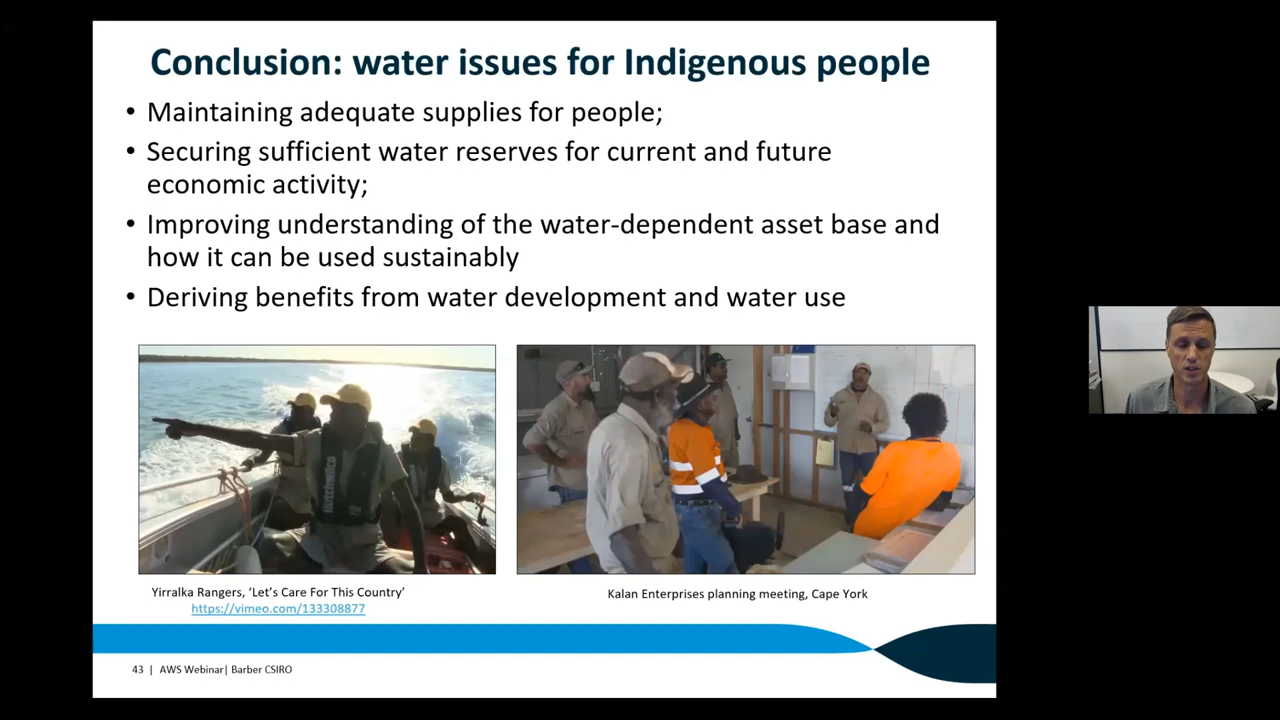 Conclusion: water issues for Indigenous people
• Maintaining adequate supplies for people;
• Securing sufficient water reserves for current and future
economic activity;
• Improving understanding of the water-dependent asset base and
how it can be used sustainably
• Deriving benefits from water development and water use
Hutchwilco
Yirralka Rangers, ‘Let’s Care For This Country’
https://vimeo.com/133308877
Kalan Enterprises planning meeting, Cape York
43 | AWS Webinar| Barber CSIRO